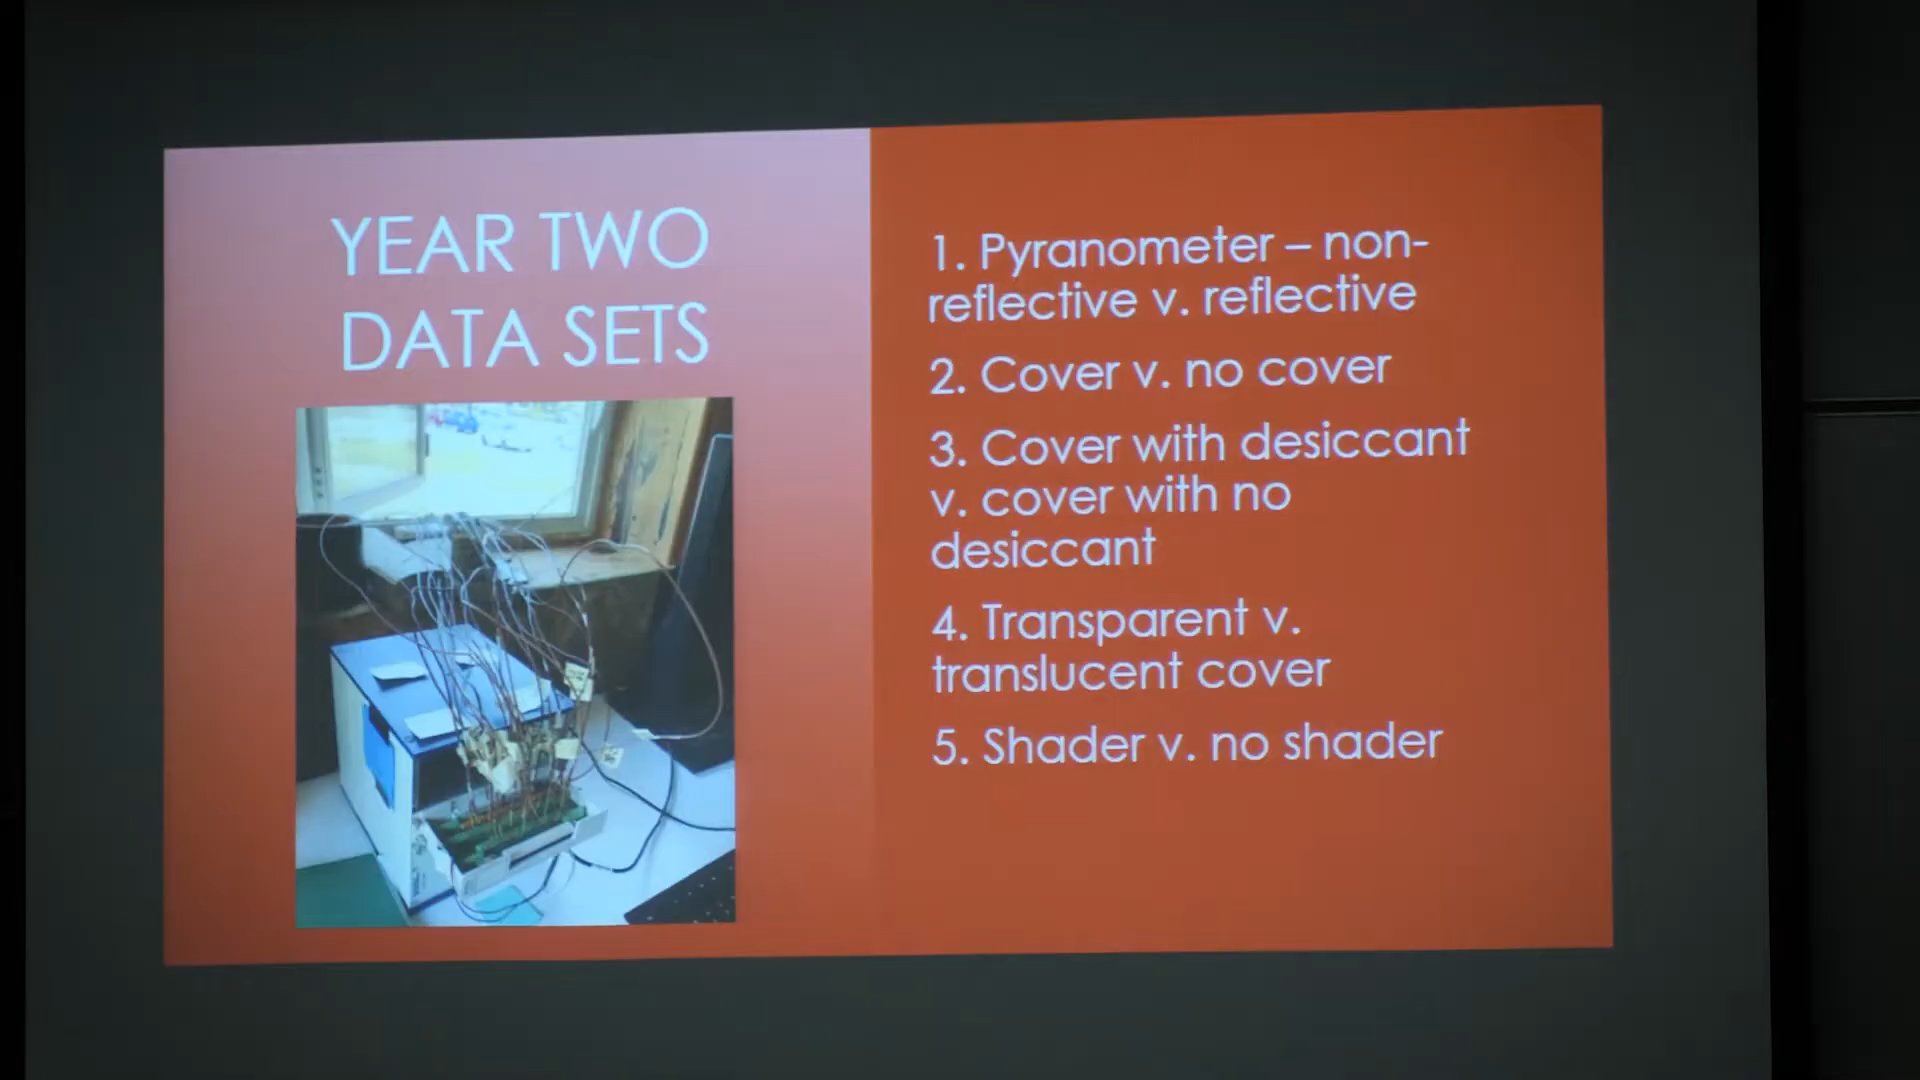 YEAR TWO
DATA SETS
1. Pyranometer – non-
reflective v. reflective
2. Cover v. no cover
3. Cover with desiccant
v. cover with no
desiccant
4. Transparent v.
translucent cover
5. Shader v. no shader